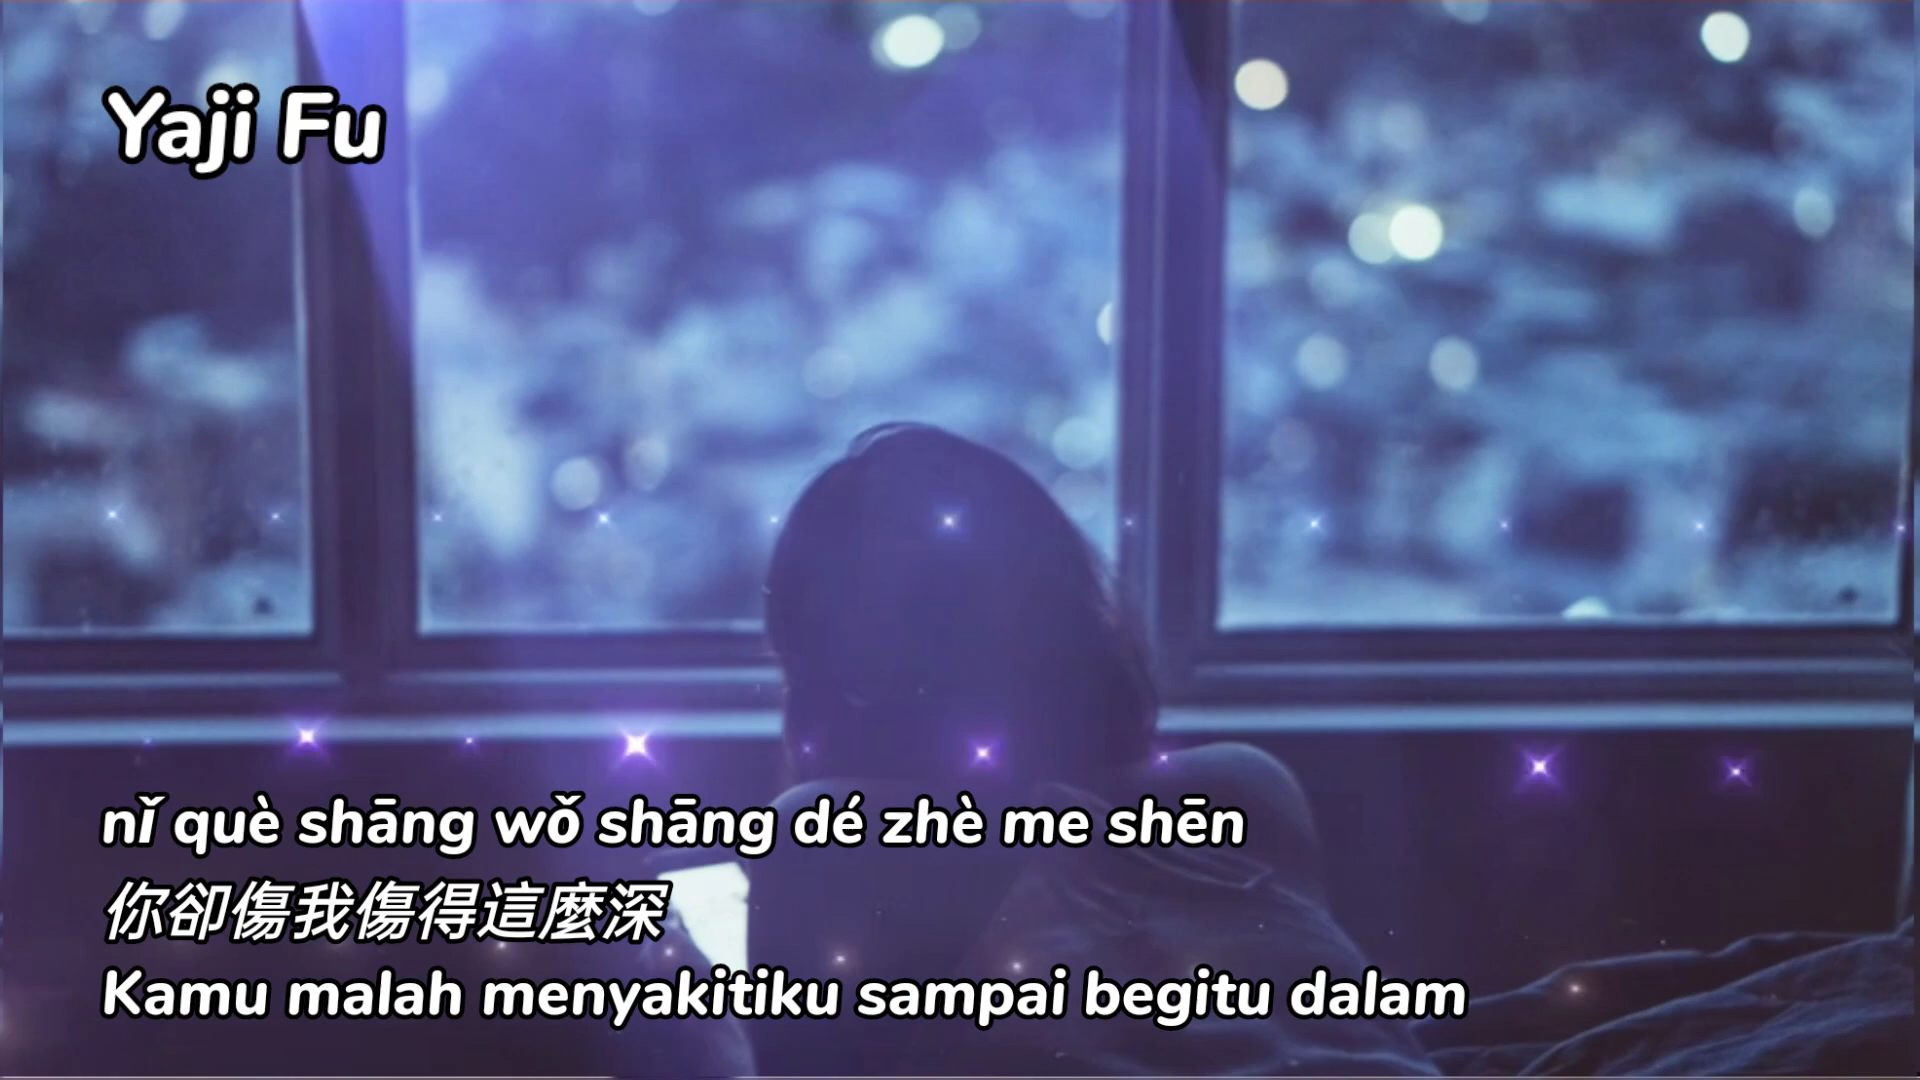 Yaji Fu
nǐ què shāng wǒ shāng dé zhè me shēn
你卻傷我傷得這麼深
Kamu malah menyakitiku sampai begitu dalam